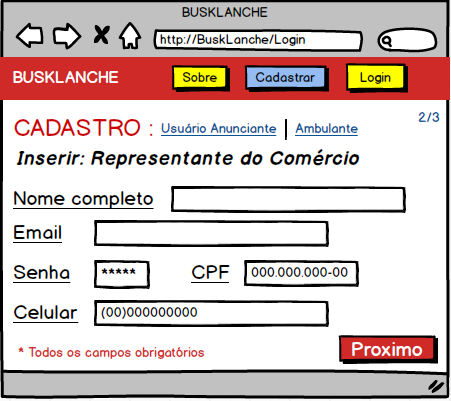 BUSKLANCHE
http://BuskLanche/Login
BUSKLANCHE Sobre Cadastrar Login
2/3
CADASTRO : Usuário Anunciante | Ambulante
Inserir: Representante do Comércio
Nome completo
Email
Senha ***** CPF 000.000.000-00
Celular (00)000000000
* Todos os campos obrigatórios
Proximo